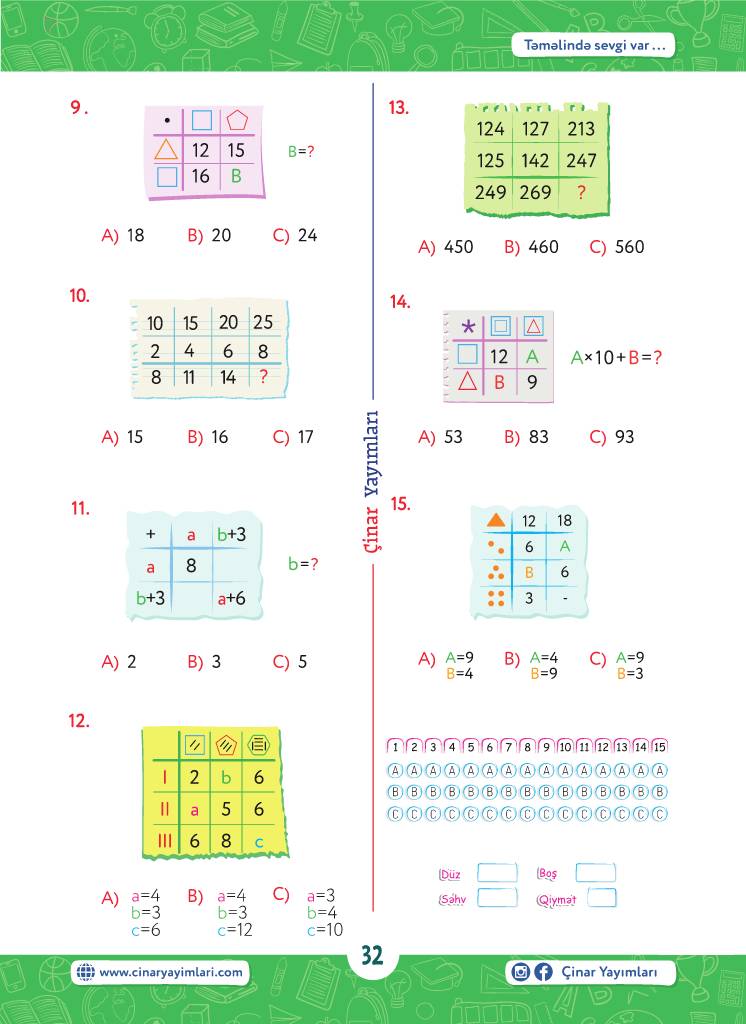 Təməlində sevgi var ...
9.
•
12 15
16 B
B=?
A) 18 B) 20 C) 24
10.
10 15 20 25
2 4 6 8
8 11 14 ?
A) 15 B) 16 C) 17
11.
+ a b+3
a 8
b+3 a+6
b=?
A) 2 B) 3 C) 5
12.
I 2 b 6
II a 5 6
III 6 8 c
A) a=4 B) a=4 C) a=3
b=3 b=3 b=4
c=6 c=12 c=10
Çinar Yayımları
13.
124 127 213
125 142 247
249 269 ?
A) 450 B) 460 C) 560
14.
*
12 A
B 9
A×10+B=?
A) 53 B) 83 C) 93
15.
12 18
6 A
B 6
3 -
A) A=9 B) A=4 C) A=9
B=4 B=9 B=3
1 2 3 4 5 6 7 8 9 10 11 12 13 14 15
A A A A A A A A A A A A A A A
B B B B B B B B B B B B B B B
C C C C C C C C C C C C C C C
Düz Boş
Səhv Qiymət
www.cinaryayimlari.com
32
Çinar Yayımları